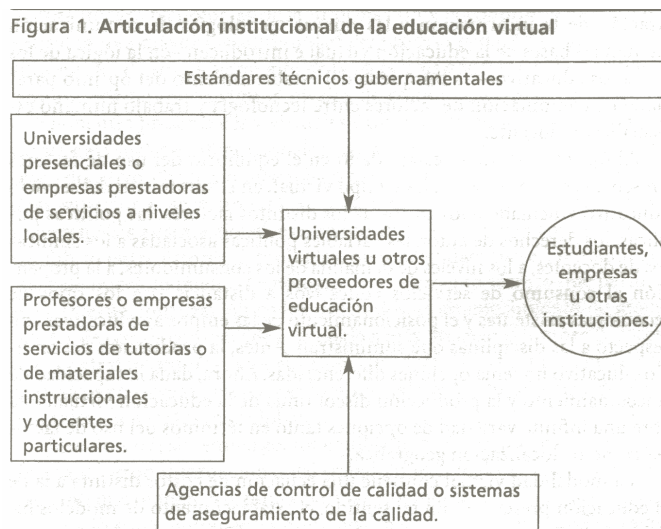 Figura 1. Articulación institucional de la educación virtual
Estándares técnicos gubernamentales
Universidades
presenciales o
empresas prestadoras
de servicios a niveles
locales.
Profesores o empresas
prestadoras de
servicios de tutorías o
de materiales
instruccionales
y docentes
particulares.
Universidades
virtuales u otros
proveedores de
educación
virtual.
Estudiantes,
empresas
u otras
instituciones.
Agencias de control de calidad o sistemas
de aseguramiento de la calidad.